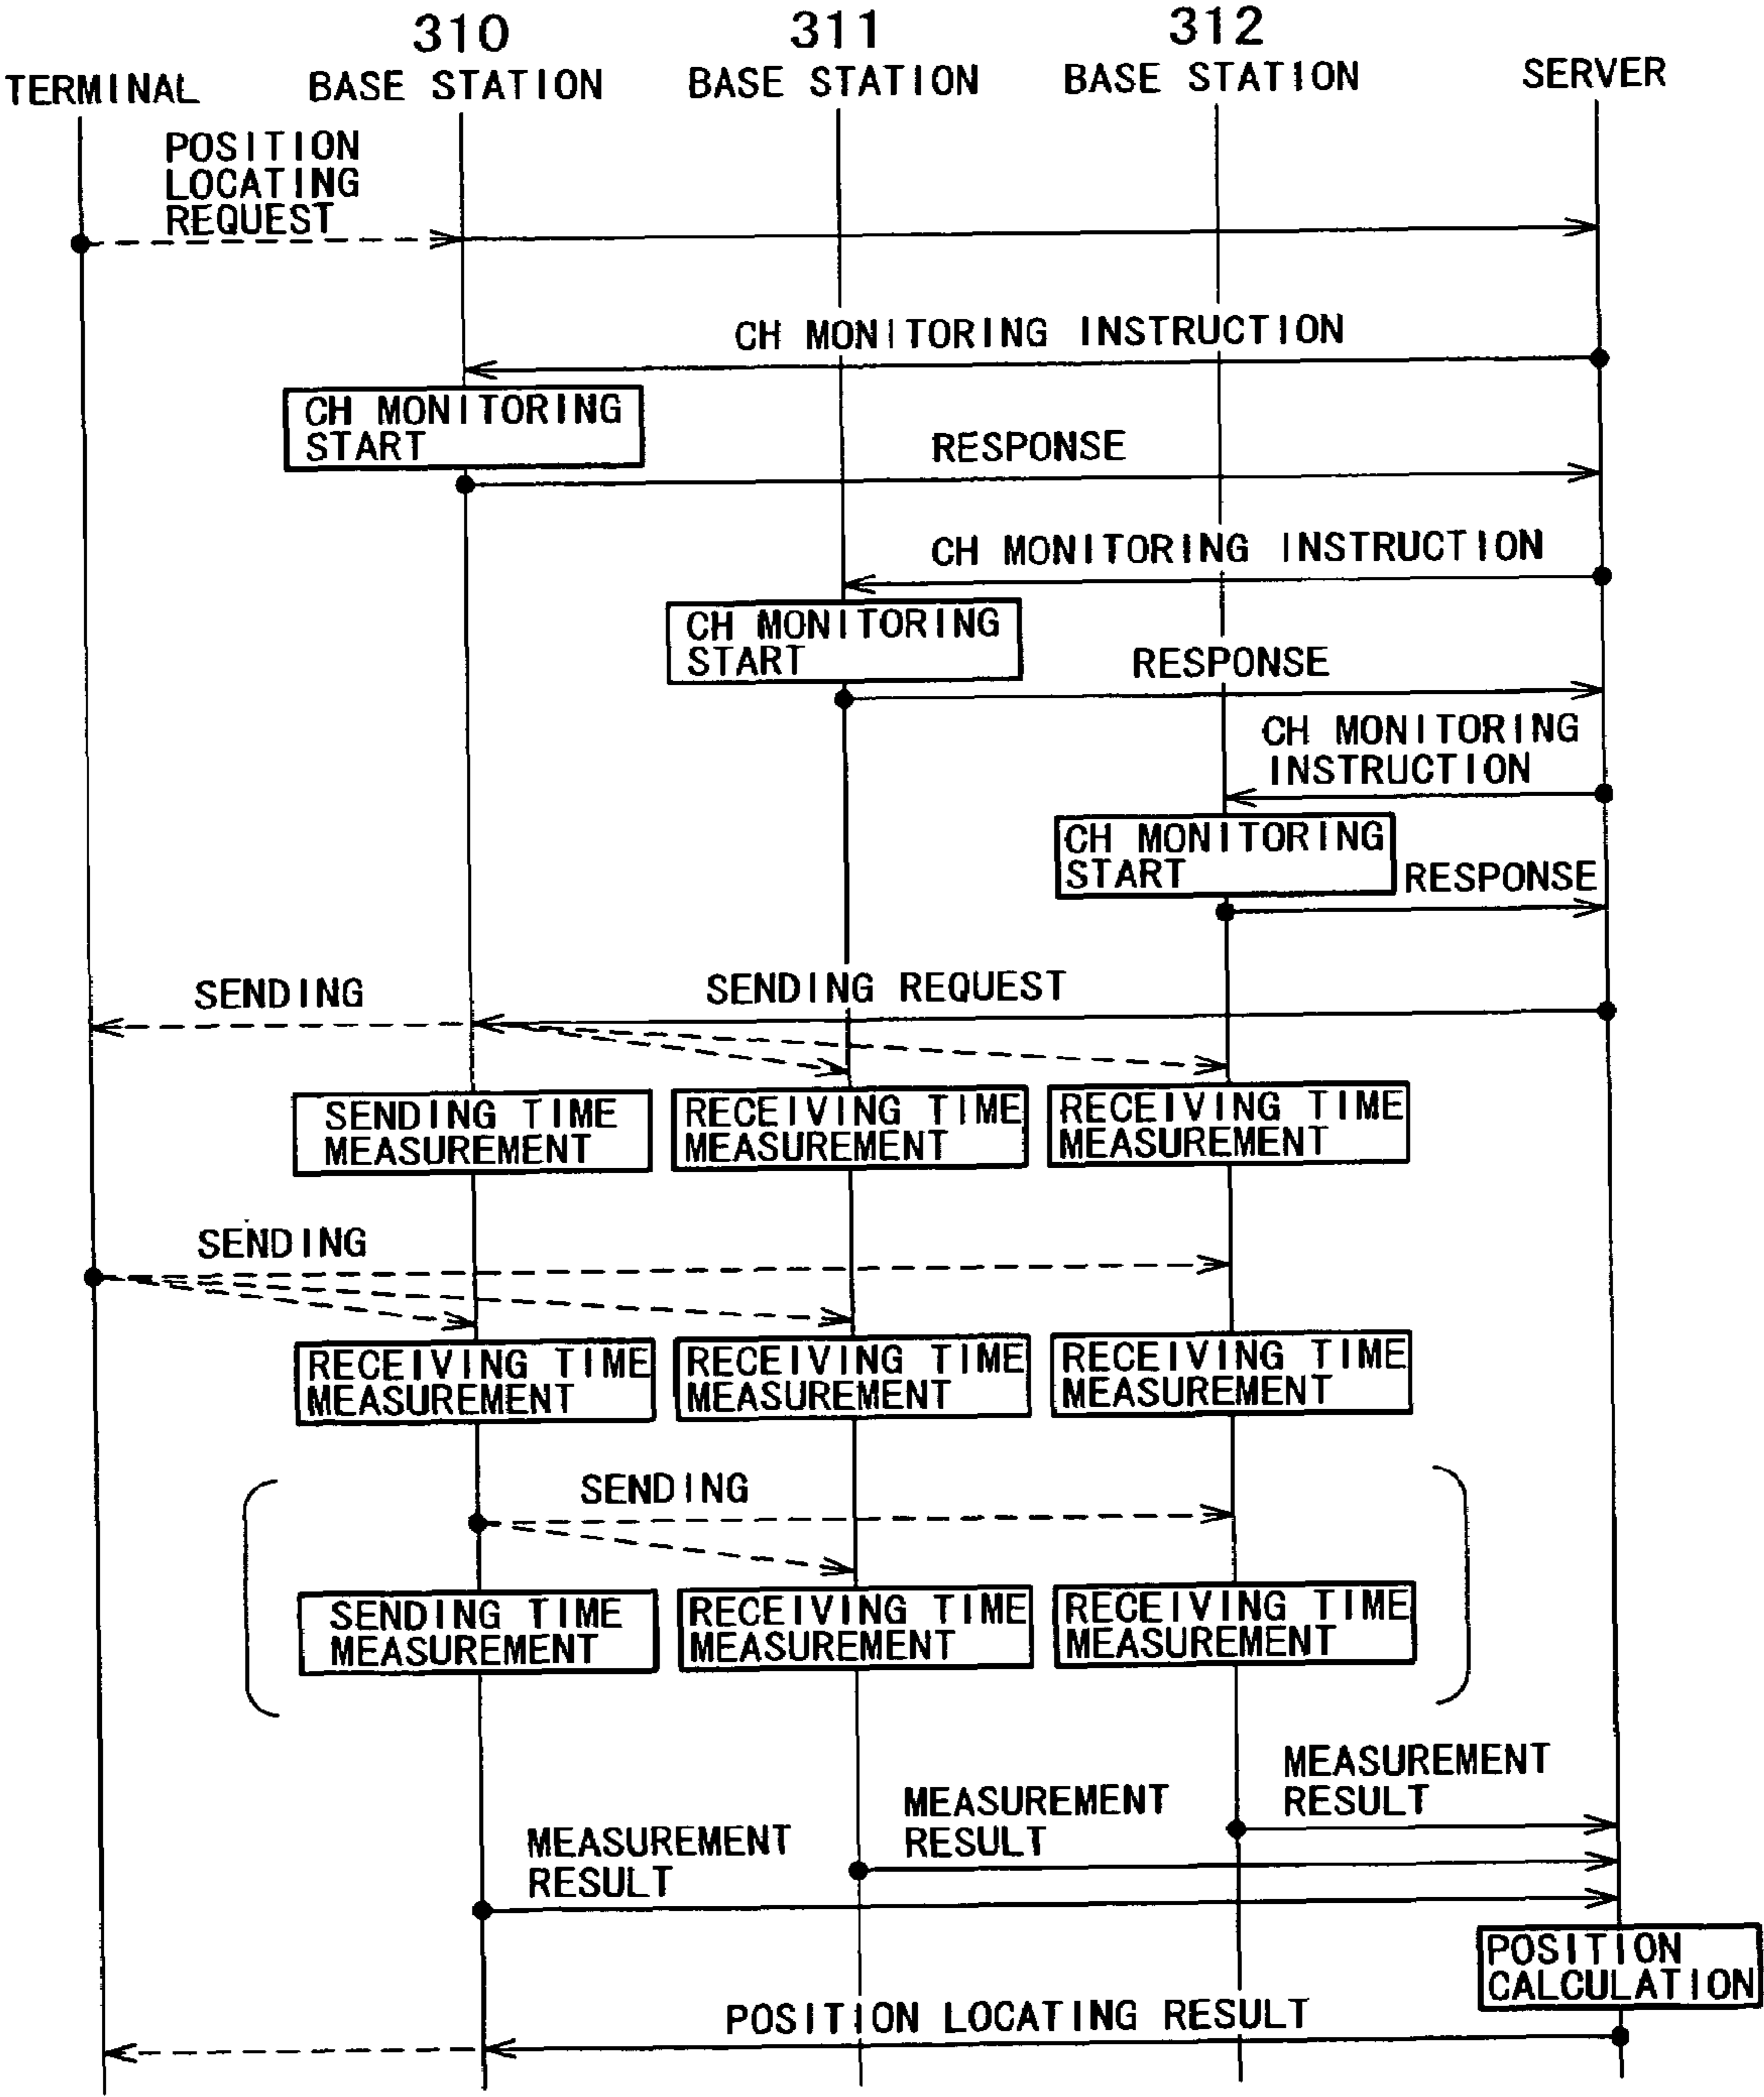 310
311
312
TERMINAL
BASE STATION
BASE STATION
BASE STATION
SERVER
POSITION
LOCATING
REQUEST
CH MONITORING INSTRUCTION
CH MONITORING
START
RESPONSE
CH MONITORING INSTRUCTION
CH MONITORING
START
RESPONSE
CH MONITORING
INSTRUCTION
CH MONITORING
START
RESPONSE
SENDING
SENDING REQUEST
SENDING TIME
MEASUREMENT
RECEIVING TIME
MEASUREMENT
RECEIVING TIME
MEASUREMENT
SENDING
RECEIVING TIME
MEASUREMENT
RECEIVING TIME
MEASUREMENT
RECEIVING TIME
MEASUREMENT
SENDING
SENDING TIME
MEASUREMENT
RECEIVING TIME
MEASUREMENT
RECEIVING TIME
MEASUREMENT
MEASUREMENT
RESULT
MEASUREMENT
RESULT
MEASUREMENT
RESULT
POSITION
CALCULATION
POSITION LOCATING RESULT